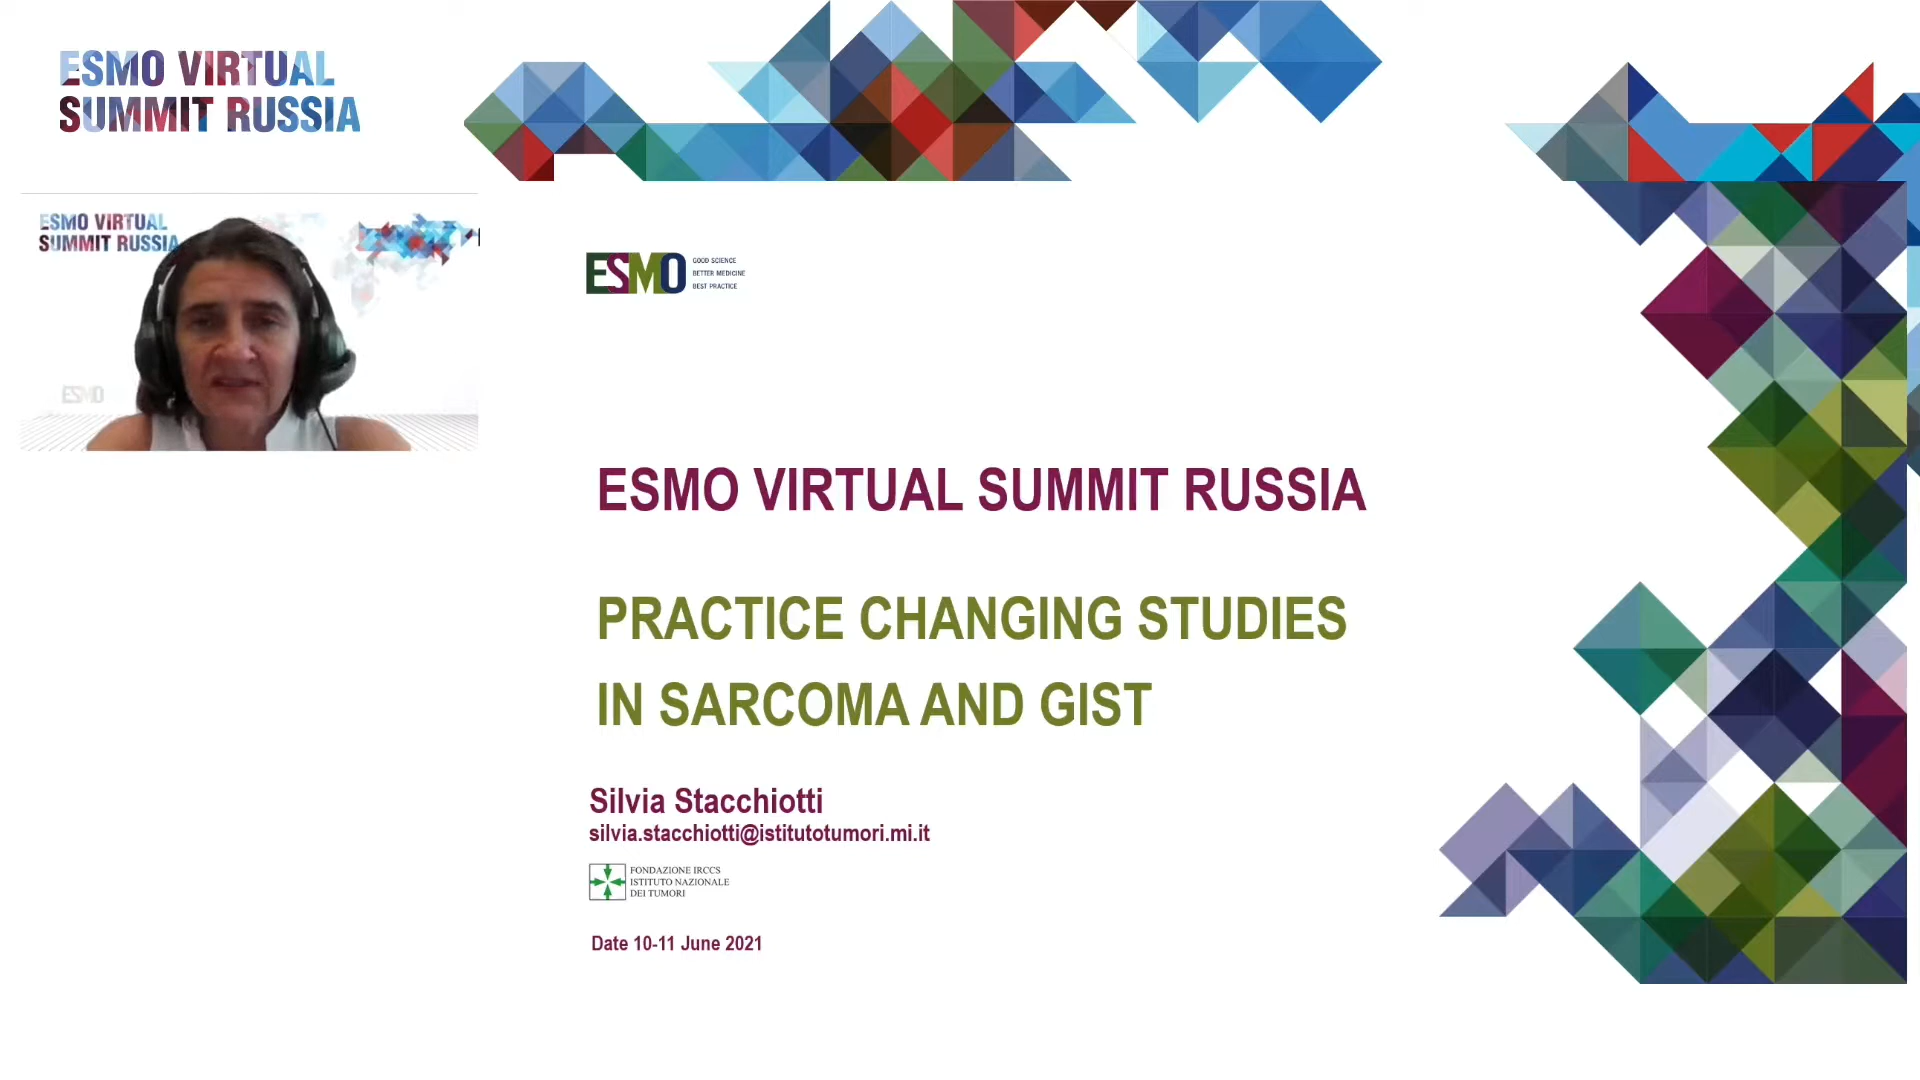 ESMO VIRTUAL
SUMMIT RUSSIA
ESMO VIRTUAL
SUMMIT RUSSIA
ESMO
ESMO
GOOD SCIENCE
BETTER MEDICINE
BEST PRACTICE
ESMO VIRTUAL SUMMIT RUSSIA
PRACTICE CHANGING STUDIES
IN SARCOMA AND GIST
Silvia Stacchiotti
silvia.stacchiotti@istitutotumori.mi.it
FONDAZIONE IRCCS
ISTITUTO NAZIONALE
DEI TUMORI
Date 10-11 June 2021